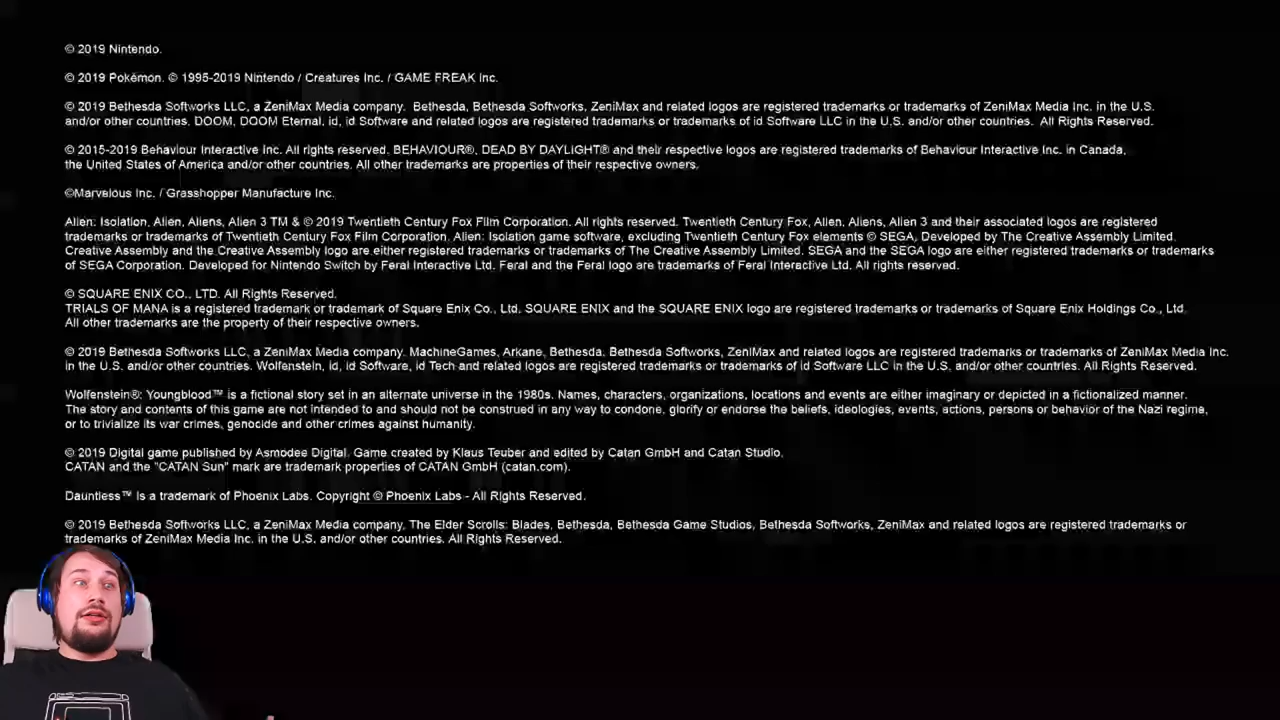 © 2019 Nintendo.
© 2019 Pokémon. © 1995-2019 Nintendo / Creatures Inc. / GAME FREAK Inc.
© 2019 Bethesda Softworks LLC, a ZeniMax Media company. Bethesda, Bethesda Softworks, ZeniMax and related logos are registered trademarks or trademarks of ZeniMax Media Inc. in the U.S.
and/or other countries. DOOM, DOOM Eternal, id, id Software and related logos are registered trademarks or trademarks of id Software LLC in the U.S. and/or other countries. All Rights Reserved.
© 2015-2019 Behaviour Interactive Inc. All rights reserved. BEHAVIOUR®, DEAD BY DAYLIGHT® and their respective logos are registered trademarks of Behaviour Interactive Inc. in Canada,
the United States of America and/or other countries. All other trademarks are properties of their respective owners.
©Marvelous Inc. / Grasshopper Manufacture Inc.
Alien: Isolation, Alien, Aliens, Alien 3 TM & © 2019 Twentieth Century Fox Film Corporation. All rights reserved. Twentieth Century Fox, Alien, Aliens, Alien 3 and their associated logos are registered
trademarks or trademarks of Twentieth Century Fox Film Corporation. Alien: Isolation game software, excluding Twentieth Century Fox elements © SEGA. Developed by The Creative Assembly Limited.
Creative Assembly and the Creative Assembly logo are either registered trademarks or trademarks of The Creative Assembly Limited. SEGA and the SEGA logo are either registered trademarks or trademarks
of SEGA Corporation. Developed for Nintendo Switch by Feral Interactive Ltd. Feral and the Feral logo are trademarks of Feral Interactive Ltd. All rights reserved.
© SQUARE ENIX CO., LTD. All Rights Reserved.
TRIALS OF MANA is a registered trademark or trademark of Square Enix Co., Ltd. SQUARE ENIX and the SQUARE ENIX logo are registered trademarks or trademarks of Square Enix Holdings Co., Ltd.
All other trademarks are the property of their respective owners.
© 2019 Bethesda Softworks LLC, a ZeniMax Media company. MachineGames, Arkane, Bethesda, Bethesda Softworks, ZeniMax and related logos are registered trademarks or trademarks of ZeniMax Media Inc.
in the U.S. and/or other countries. Wolfenstein, id, id Software, id Tech and related logos are registered trademarks or trademarks of id Software LLC in the U.S. and/or other countries. All Rights Reserved.
Wolfenstein®: Youngblood™ is a fictional story set in an alternate universe in the 1980s. Names, characters, organizations, locations and events are either imaginary or depicted in a fictionalized manner.
The story and contents of this game are not intended to and should not be construed in any way to condone, glorify or endorse the beliefs, ideologies, events, actions, persons or behavior of the Nazi regime,
or to trivialize its war crimes, genocide and other crimes against humanity.
© 2019 Digital game published by Asmodee Digital. Game created by Klaus Teuber and edited by Catan GmbH and Catan Studio.
CATAN and the "CATAN Sun" mark are trademark properties of CATAN GmbH (catan.com).
Dauntless™ is a trademark of Phoenix Labs. Copyright © Phoenix Labs - All Rights Reserved.
© 2019 Bethesda Softworks LLC, a ZeniMax Media company. The Elder Scrolls: Blades, Bethesda, Bethesda Game Studios, Bethesda Softworks, ZeniMax and related logos are registered trademarks or
trademarks of ZeniMax Media Inc. in the U.S. and/or other countries. All Rights Reserved.